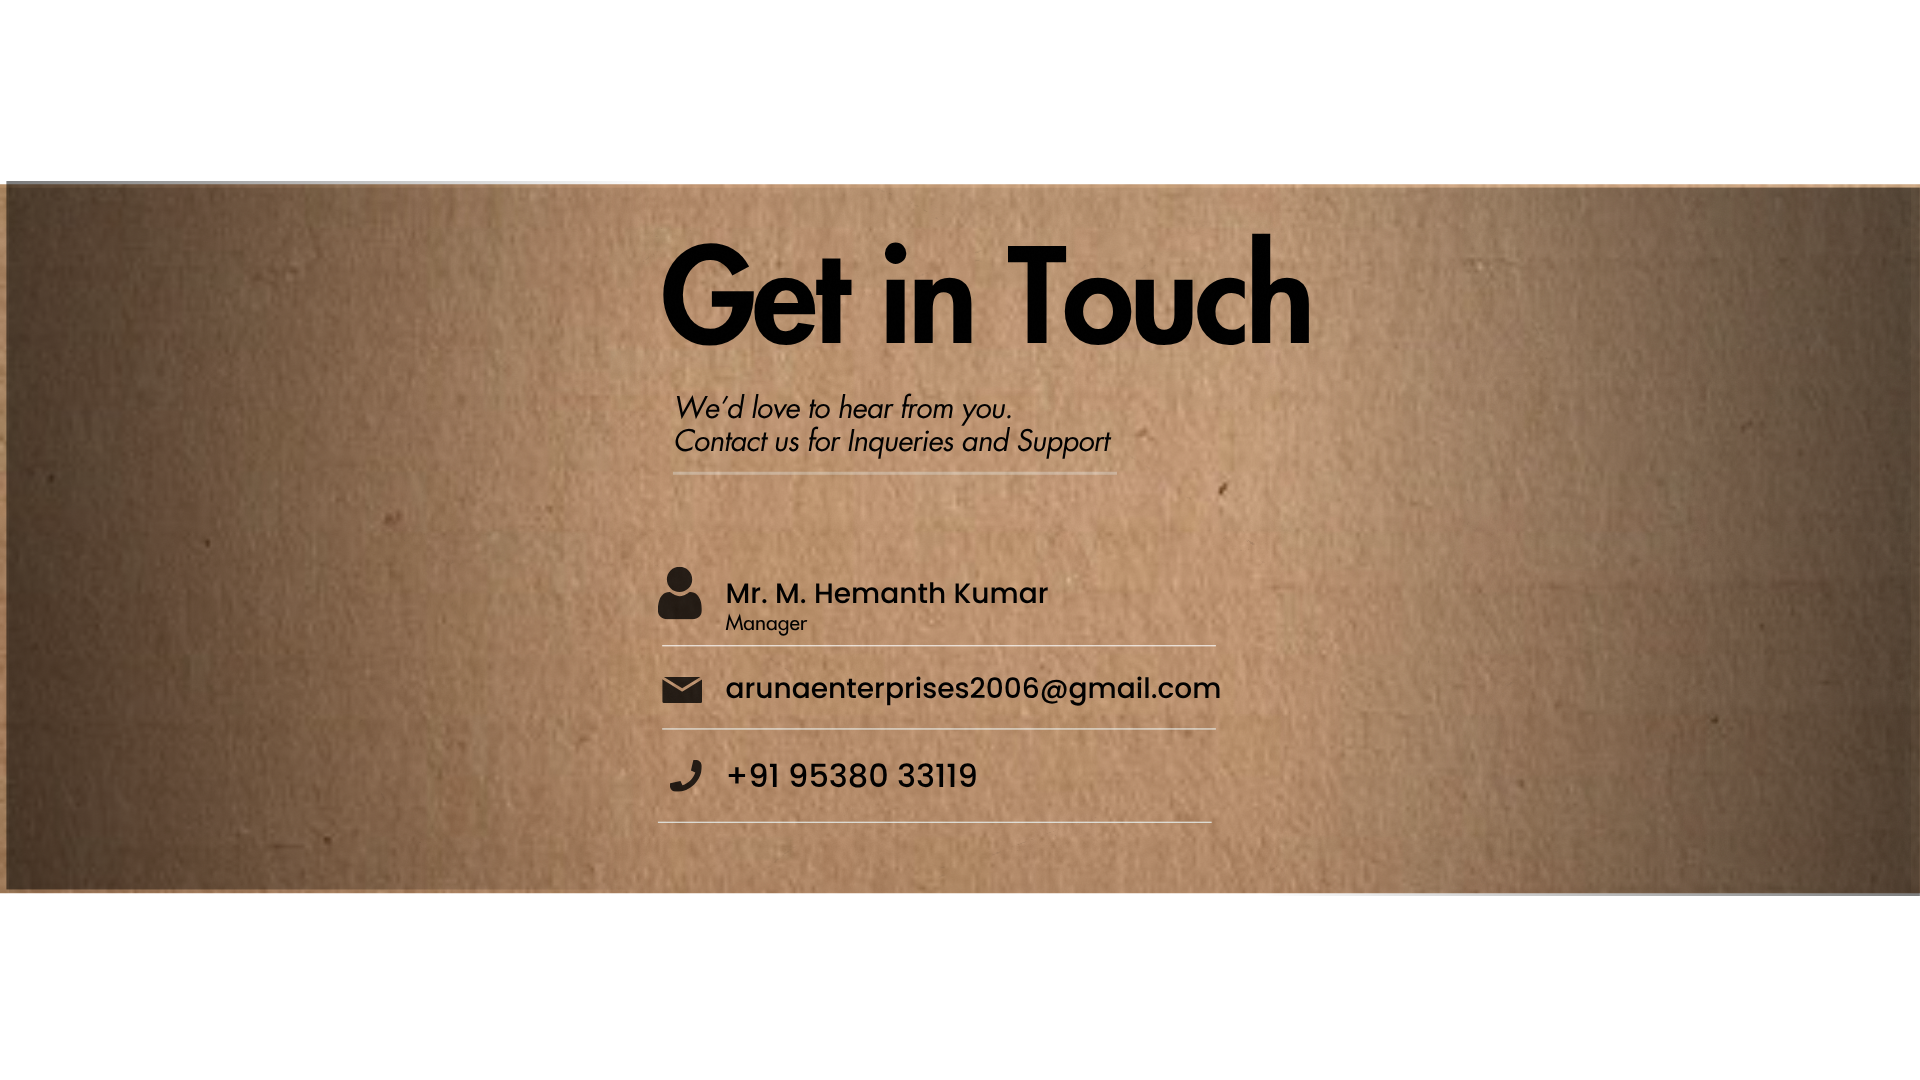 Get in Touch
We’d love to hear from you.
Contact us for Inqueries and Support
Mr. M. Hemanth Kumar
Manager
arunaenterprises2006@gmail.com
+91 95380 33119